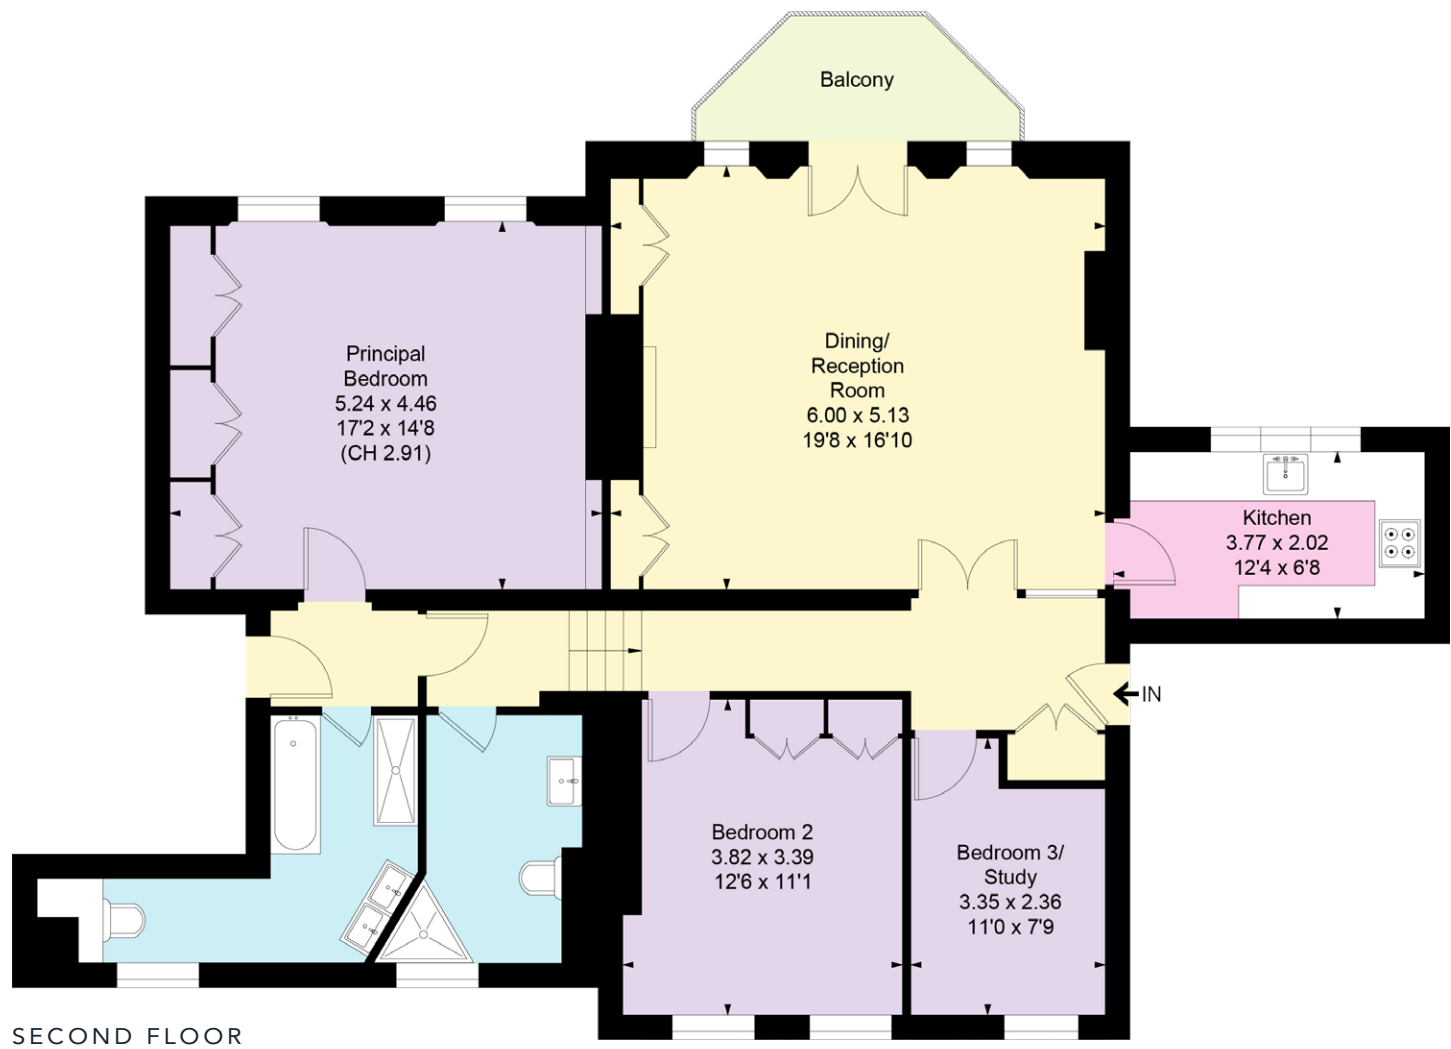 Balcony
Principal
Bedroom
5.24 x 4.46
17'2 x 14'8
(CH 2.91)
Dining/
Reception
Room
6.00 x 5.13
19'8 x 16'10
Kitchen
3.77 x 2.02
12'4 x 6'8
IN
Bedroom 2
3.82 x 3.39
12'6 x 11'1
Bedroom 3/
Study
3.35 x 2.36
11'0 x 7'9
SECOND FLOOR